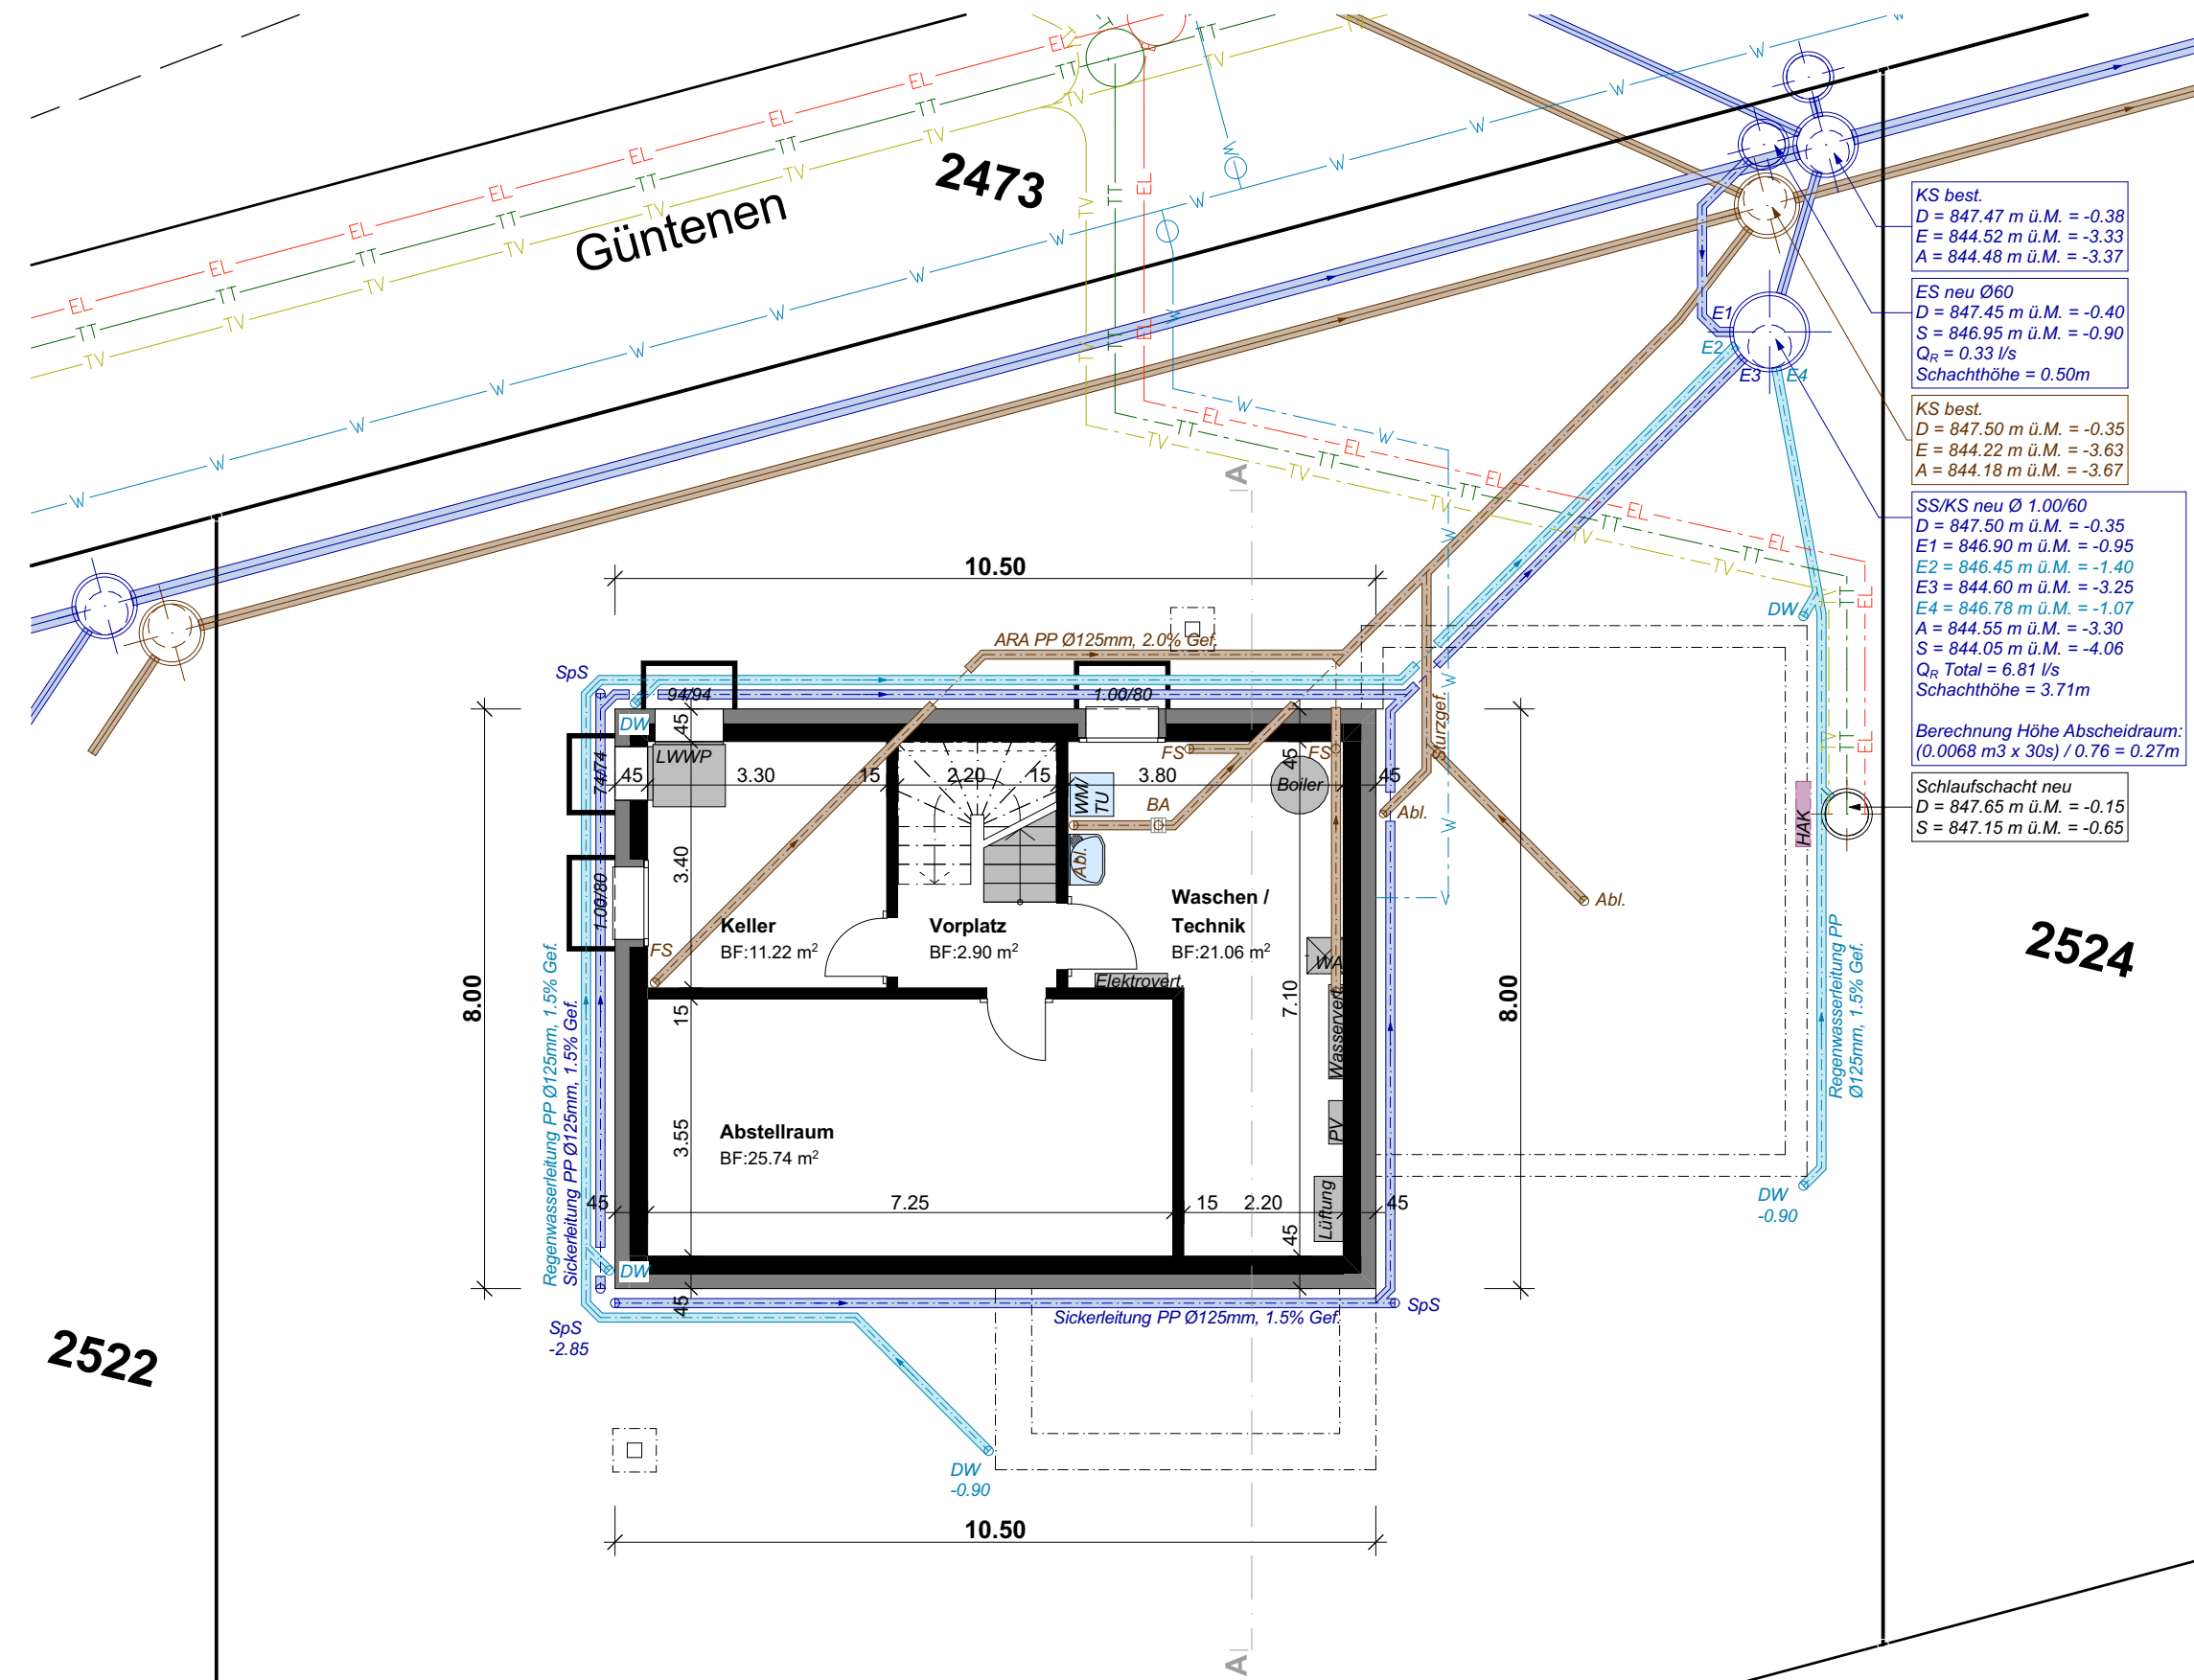 2473
Güntenen
2522
2524
KS best.
D = 847.47 m ü.M. = -0.38
E = 844.52 m ü.M. = -3.33
A = 844.48 m ü.M. = -3.37
ES neu Ø60
D = 847.45 m ü.M. = -0.40
S = 846.95 m ü.M. = -0.90
QR = 0.33 l/s
Schachthöhe = 0.50m
KS best.
D = 847.50 m ü.M. = -0.35
E = 844.22 m ü.M. = -3.63
A = 844.18 m ü.M. = -3.67
SS/KS neu Ø 1.00/60
D = 847.50 m ü.M. = -0.35
E1 = 846.90 m ü.M. = -0.95
E2 = 846.45 m ü.M. = -1.40
E3 = 844.60 m ü.M. = -3.25
E4 = 846.78 m ü.M. = -1.07
A = 844.55 m ü.M. = -3.30
S = 844.05 m ü.M. = -4.06
QR Total = 6.81 l/s
Schachthöhe = 3.71m
Berechnung Höhe Abscheidraum:
(0.0068 m3 x 30s) / 0.76 = 0.27m
Schlaufschacht neu
D = 847.65 m ü.M. = -0.15
S = 847.15 m ü.M. = -0.65
E1
E2
E3
E4
EL
TT
TV
W
A
10.50
ARA PP Ø125mm, 2.0% Gef.
SpS
DW
94/94
1.00/80
74/74
1.00/80
LWWP
45
45
3.30
15
2.20
15
3.80
45
45
FS
FS
BA
WM/
TU
Boiler
Abl.
Sturzgef.
Abl.
Abl.
DW
HAK
3.40
Keller
BF:11.22 m²
FS
Vorplatz
BF:2.90 m²
Waschen /
Technik
BF:21.06 m²
WA
Elektrovert.
Wasservert.
7.10
8.00
8.00
15
3.55
Abstellraum
BF:25.74 m²
PV
Lüftung
45
7.25
15
2.20
45
45
45
DW
Regenwasserleitung PP Ø125mm, 1.5% Gef.
Sickerleitung PP Ø125mm, 1.5% Gef.
Regenwasserleitung PP
Ø125mm, 1.5% Gef.
DW
-0.90
Sickerleitung PP Ø125mm, 1.5% Gef.
SpS
SpS
-2.85
DW
-0.90
10.50
A